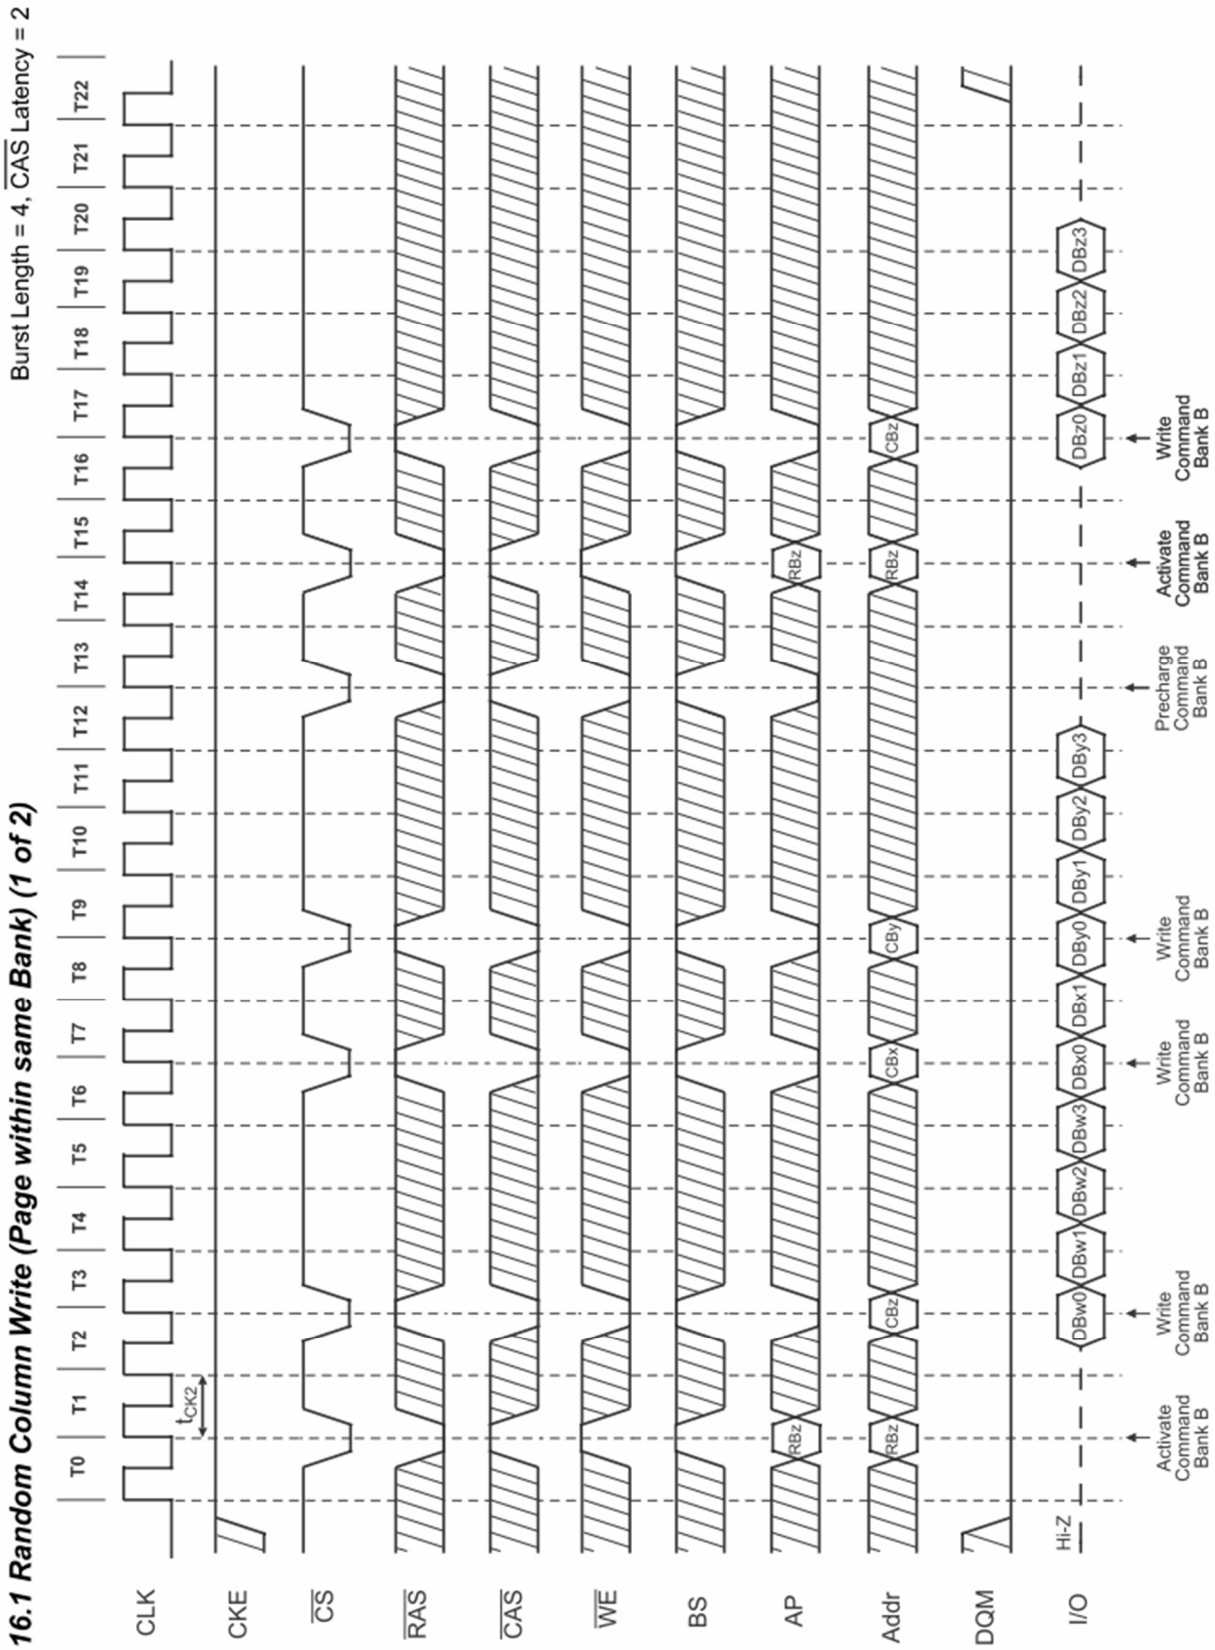 16.1 Random Column Write (Page within same Bank) (1 of 2)
Burst Length = 4, CAS Latency = 2
T0 T1 T2 T3 T4 T5 T6 T7 T8 T9 T10 T11 T12 T13 T14 T15 T16 T17 T18 T19 T20 T21 T22
CLK
tCK2
CKE
CS
RAS
CAS
WE
BS
AP
RBz RBz
Addr
RBz CBz CBx CBy RBz CBz
DQM
Hi-Z
I/O
DBw0 DBw1 DBw2 DBw3 DBx0 DBx1 DBy0 DBy1 DBy2 DBy3 DBz0 DBz1 DBz2 DBz3
Activate
Command
Bank B
Write
Command
Bank B
Write
Command
Bank B
Write
Command
Bank B
Precharge
Command
Bank B
Activate
Command
Bank B
Write
Command
Bank B